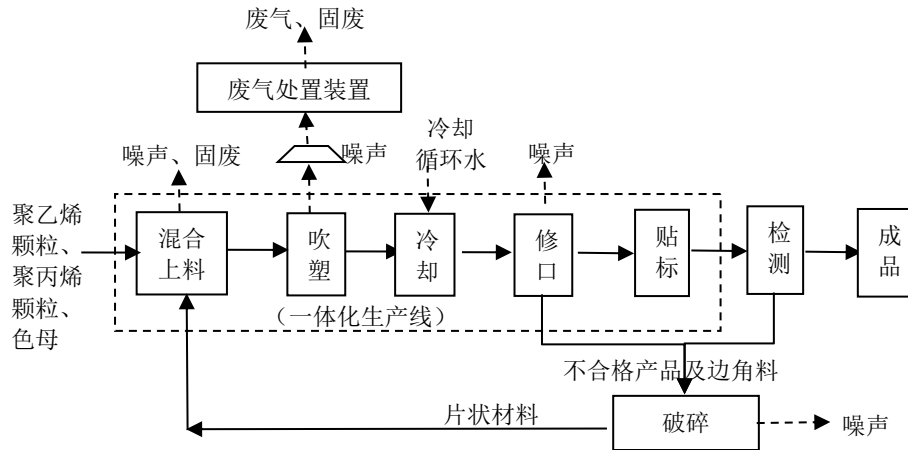 废气、固废
废气处置装置
噪声、固废
噪声
冷却
循环水
噪声
聚乙烯
颗粒、
聚丙烯
颗粒、
色母
混合
上料
吹
塑
冷
却
修
口
贴
标
检
测
成
品
（一体化生产线）
不合格产品及边角料
片状材料
破碎
噪声